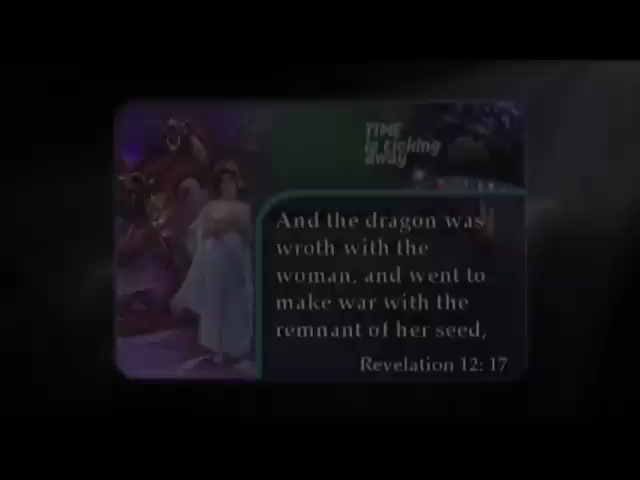 TIME
is ticking
away
And the dragon was
wroth with the
woman, and went to
make war with the
remnant of her seed,
Revelation 12: 17